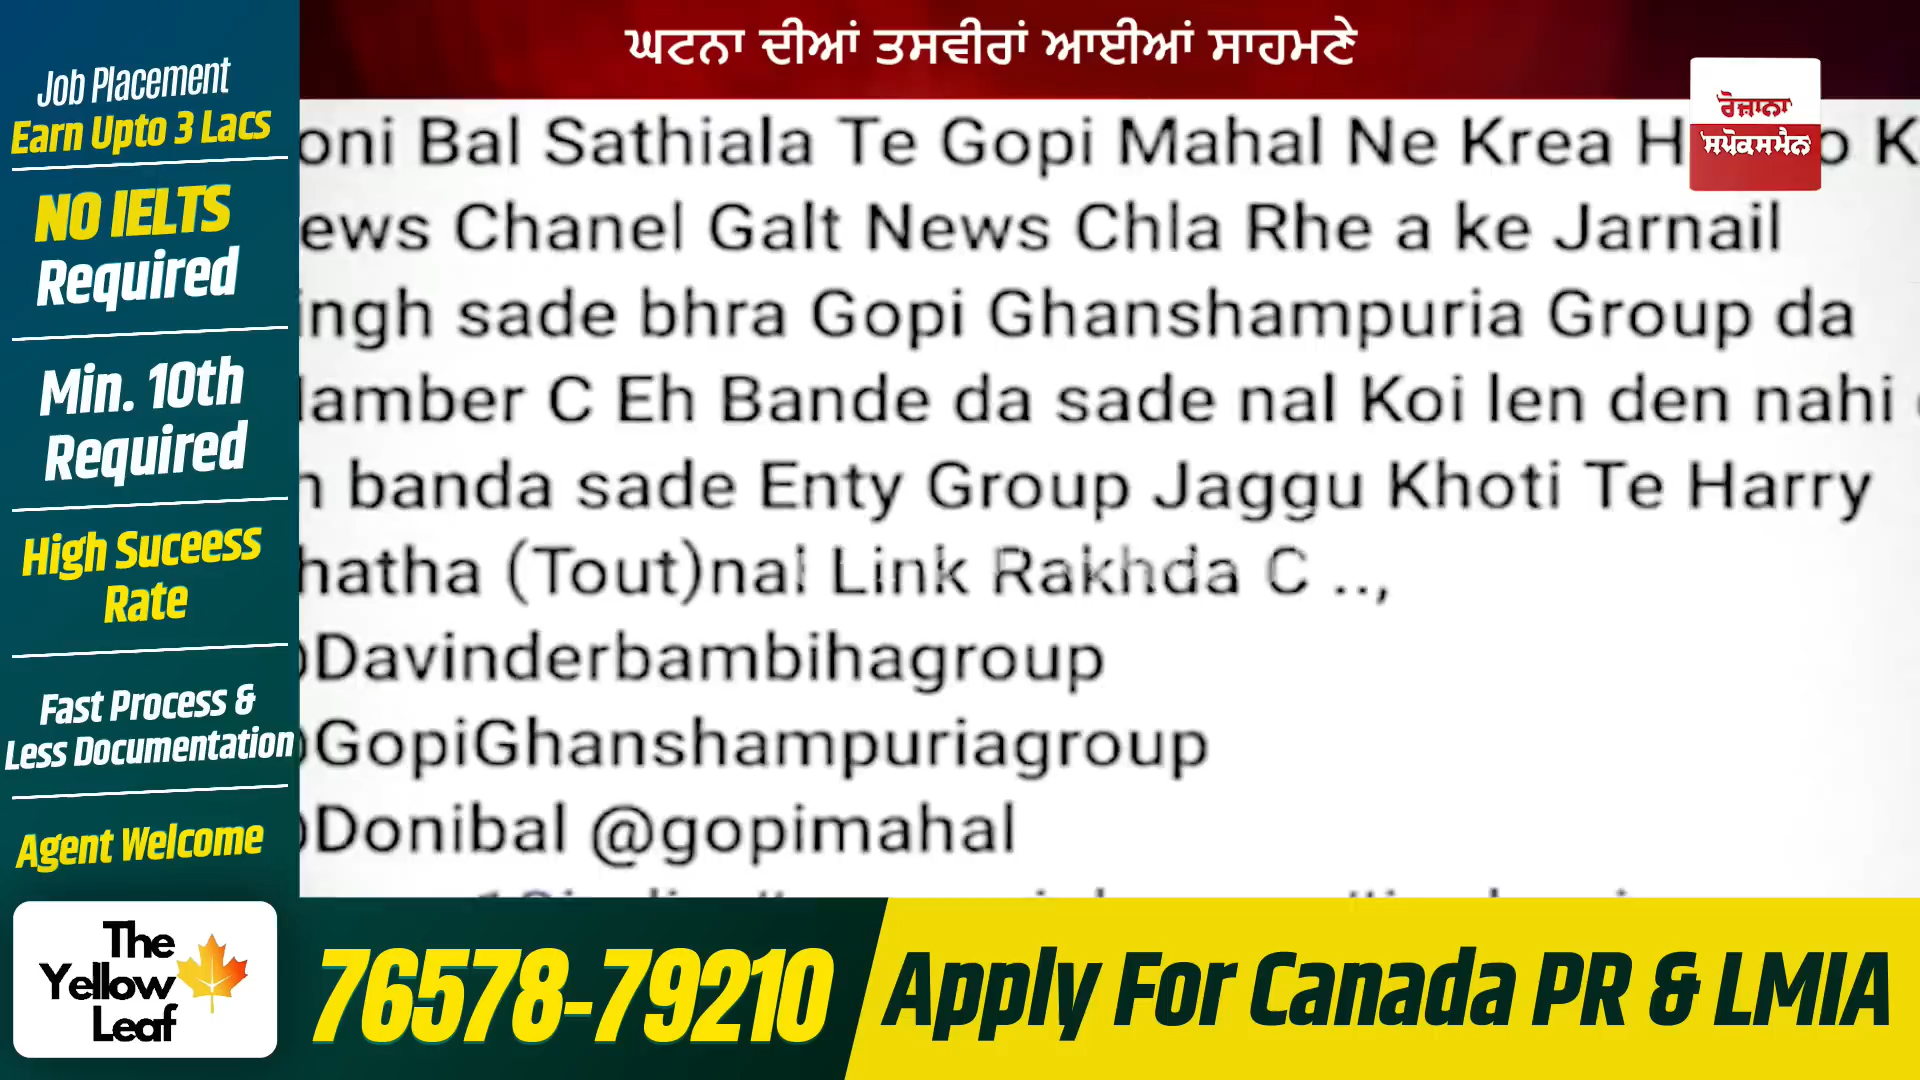 ਘਟਨਾ ਦੀਆਂ ਤਸਵੀਰਾਂ ਆਈਆਂ ਸਾਹਮਣੇ
ਰੋਜ਼ਾਨਾ
ਸਪੋਕਸਮੈਨ
Job Placement
Earn Upto 3 Lacs
NO IELTS
Required
Min. 10th
Required
High Suceess
Rate
Fast Process &
Less Documentation
Agent Welcome
oni Bal Sathiala Te Gopi Mahal Ne Krea
ews Chanel Galt News Chla Rhe a ke Jarnail
ingh sade bhra Gopi Ghanshampuria Group da
amber C Eh Bande da sade nal Koi len den nahi
banda sade Enty Group Jaggu Khoti Te Harry
hatha (Tout)nal Link Rakhda C ..,
@Davinderbambihagroup
@GopiGhanshampuriagroup
@Donibal @gopimahal
The
Yellow
Leaf
76578-79210
Apply For Canada PR & LMIA